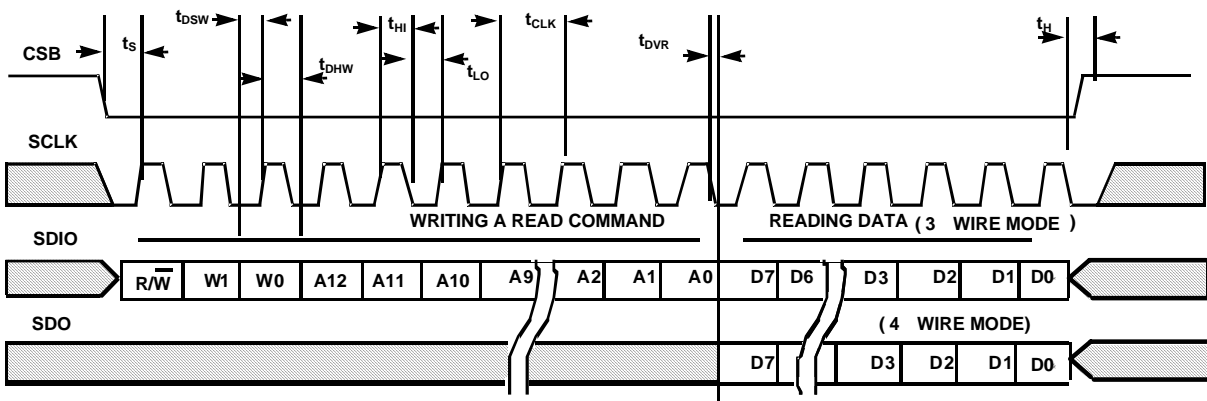 tDSW tHI tCLK tH
CSB tS tDHW tLO tDVR
SCLK
WRITING A READ COMMAND READING DATA ( 3 WIRE MODE )
SDIO
R/W̅ W1 W0 A12 A11 A10 A9 A2 A1 A0 D7 D6 D3 D2 D1 D0
SDO
( 4 WIRE MODE)
D7 D3 D2 D1 D0